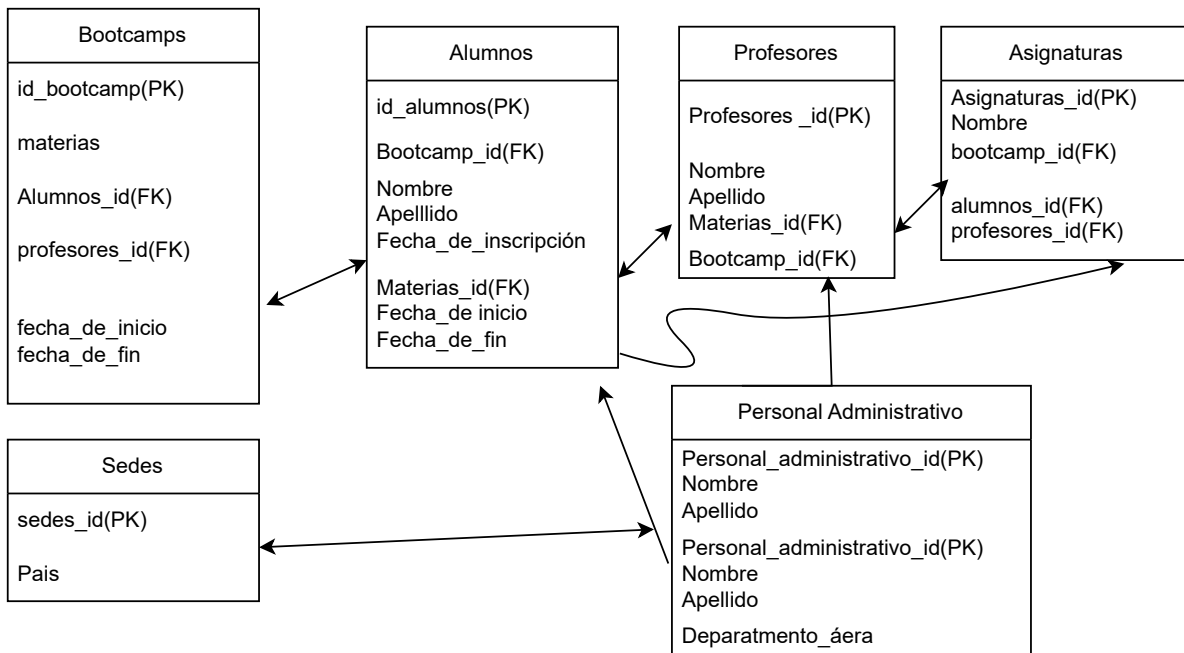 Bootcamps
id_bootcamp(PK)
materias
Alumnos_id(FK)
profesores_id(FK)
fecha_de_inicio
fecha_de_fin
Alumnos
id_alumnos(PK)
Bootcamp_id(FK)
Nombre
Apelllido
Fecha_de_inscripción
Materias_id(FK)
Fecha_de inicio
Fecha_de_fin
Profesores
Profesores _id(PK)
Nombre
Apellido
Materias_id(FK)
Bootcamp_id(FK)
Asignaturas
Asignaturas_id(PK)
Nombre
bootcamp_id(FK)
alumnos_id(FK)
profesores_id(FK)
Sedes
sedes_id(PK)
Pais
Personal Administrativo
Personal_administrativo_id(PK)
Nombre
Apellido
Personal_administrativo_id(PK)
Nombre
Apellido
Deparatmento_áera